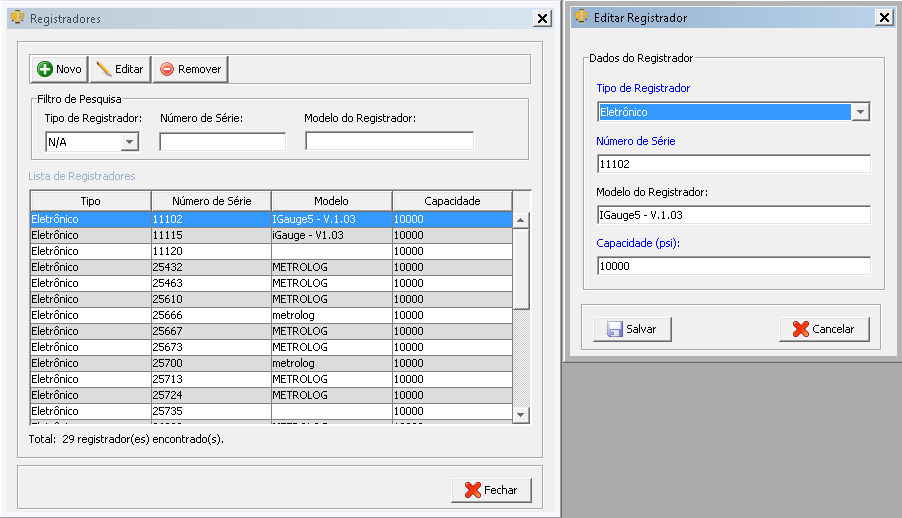 Registradores
Novo Editar Remover
Filtro de Pesquisa
Tipo de Registrador: Número de Série: Modelo do Registrador:
N/A
Lista de Registradores
Tipo Número de Série Modelo Capacidade
Eletrônico 11102 IGauge5 - V.1.03 10000
Eletrônico 11115 iGauge - V1.03 10000
Eletrônico 11120 10000
Eletrônico 25432 METROLOG 10000
Eletrônico 25463 METROLOG 10000
Eletrônico 25610 METROLOG 10000
Eletrônico 25666 metrolog 10000
Eletrônico 25667 METROLOG 10000
Eletrônico 25673 METROLOG 10000
Eletrônico 25700 metrolog 10000
Eletrônico 25713 METROLOG 10000
Eletrônico 25724 METROLOG 10000
Eletrônico 25735 10000
Total: 29 registrador(es) encontrado(s).
Fechar
Editar Registrador
Dados do Registrador
Tipo de Registrador
Eletrônico
Número de Série
11102
Modelo do Registrador:
IGauge5 - V.1.03
Capacidade (psi):
10000
Salvar Cancelar